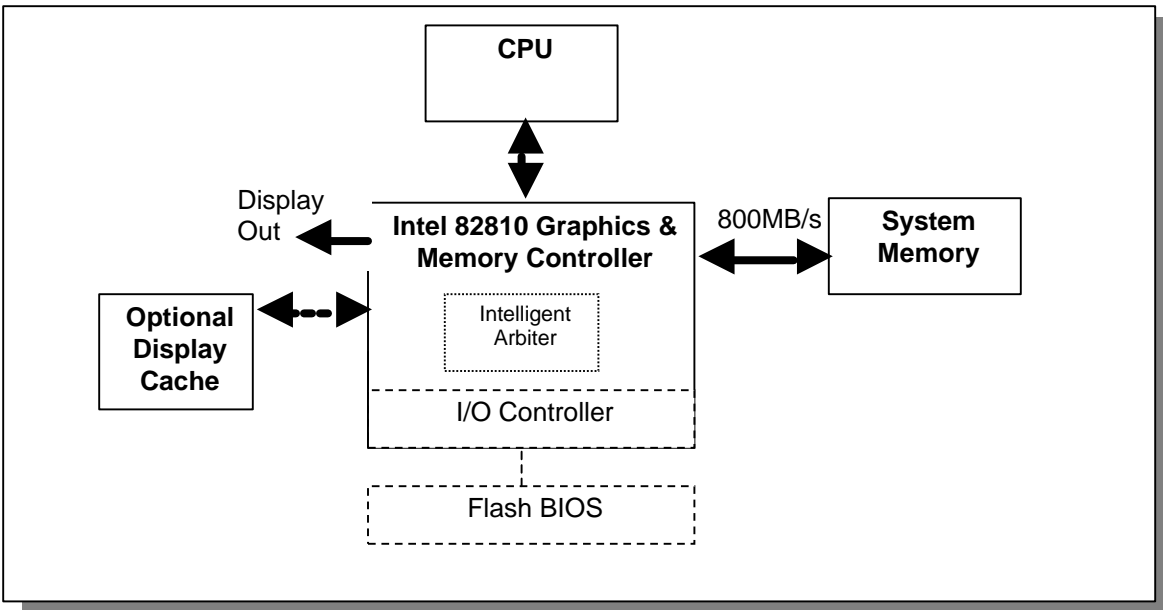 CPU
Display
Out
Intel 82810 Graphics &
Memory Controller
800MB/s
System
Memory
Optional
Display
Cache
Intelligent
Arbiter
I/O Controller
Flash BIOS